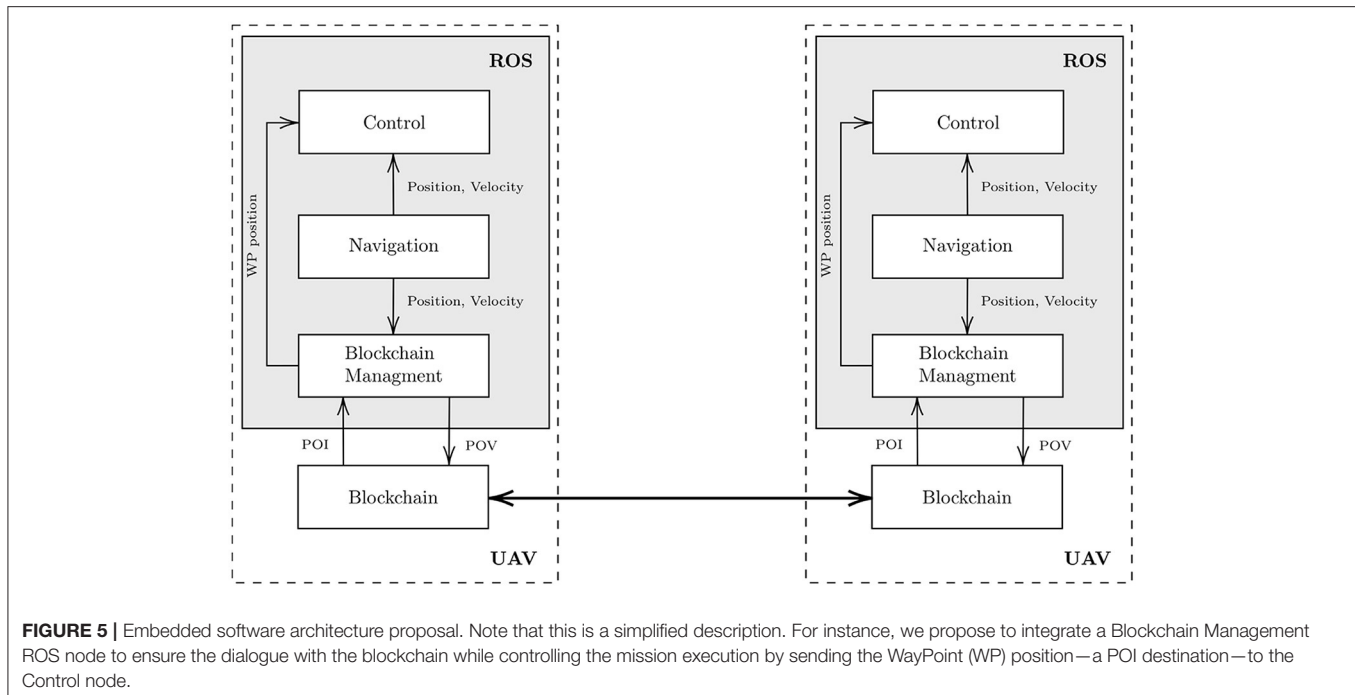 ROS
Control
Position, Velocity
WP position
Navigation
Position, Velocity
Blockchain
Managment
POI
POV
Blockchain
UAV
ROS
Control
Position, Velocity
WP position
Navigation
Position, Velocity
Blockchain
Managment
POI
POV
Blockchain
UAV
FIGURE 5 | Embedded software architecture proposal. Note that this is a simplified description. For instance, we propose to integrate a Blockchain Management
ROS node to ensure the dialogue with the blockchain while controlling the mission execution by sending the WayPoint (WP) position—a POI destination—to the
Control node.